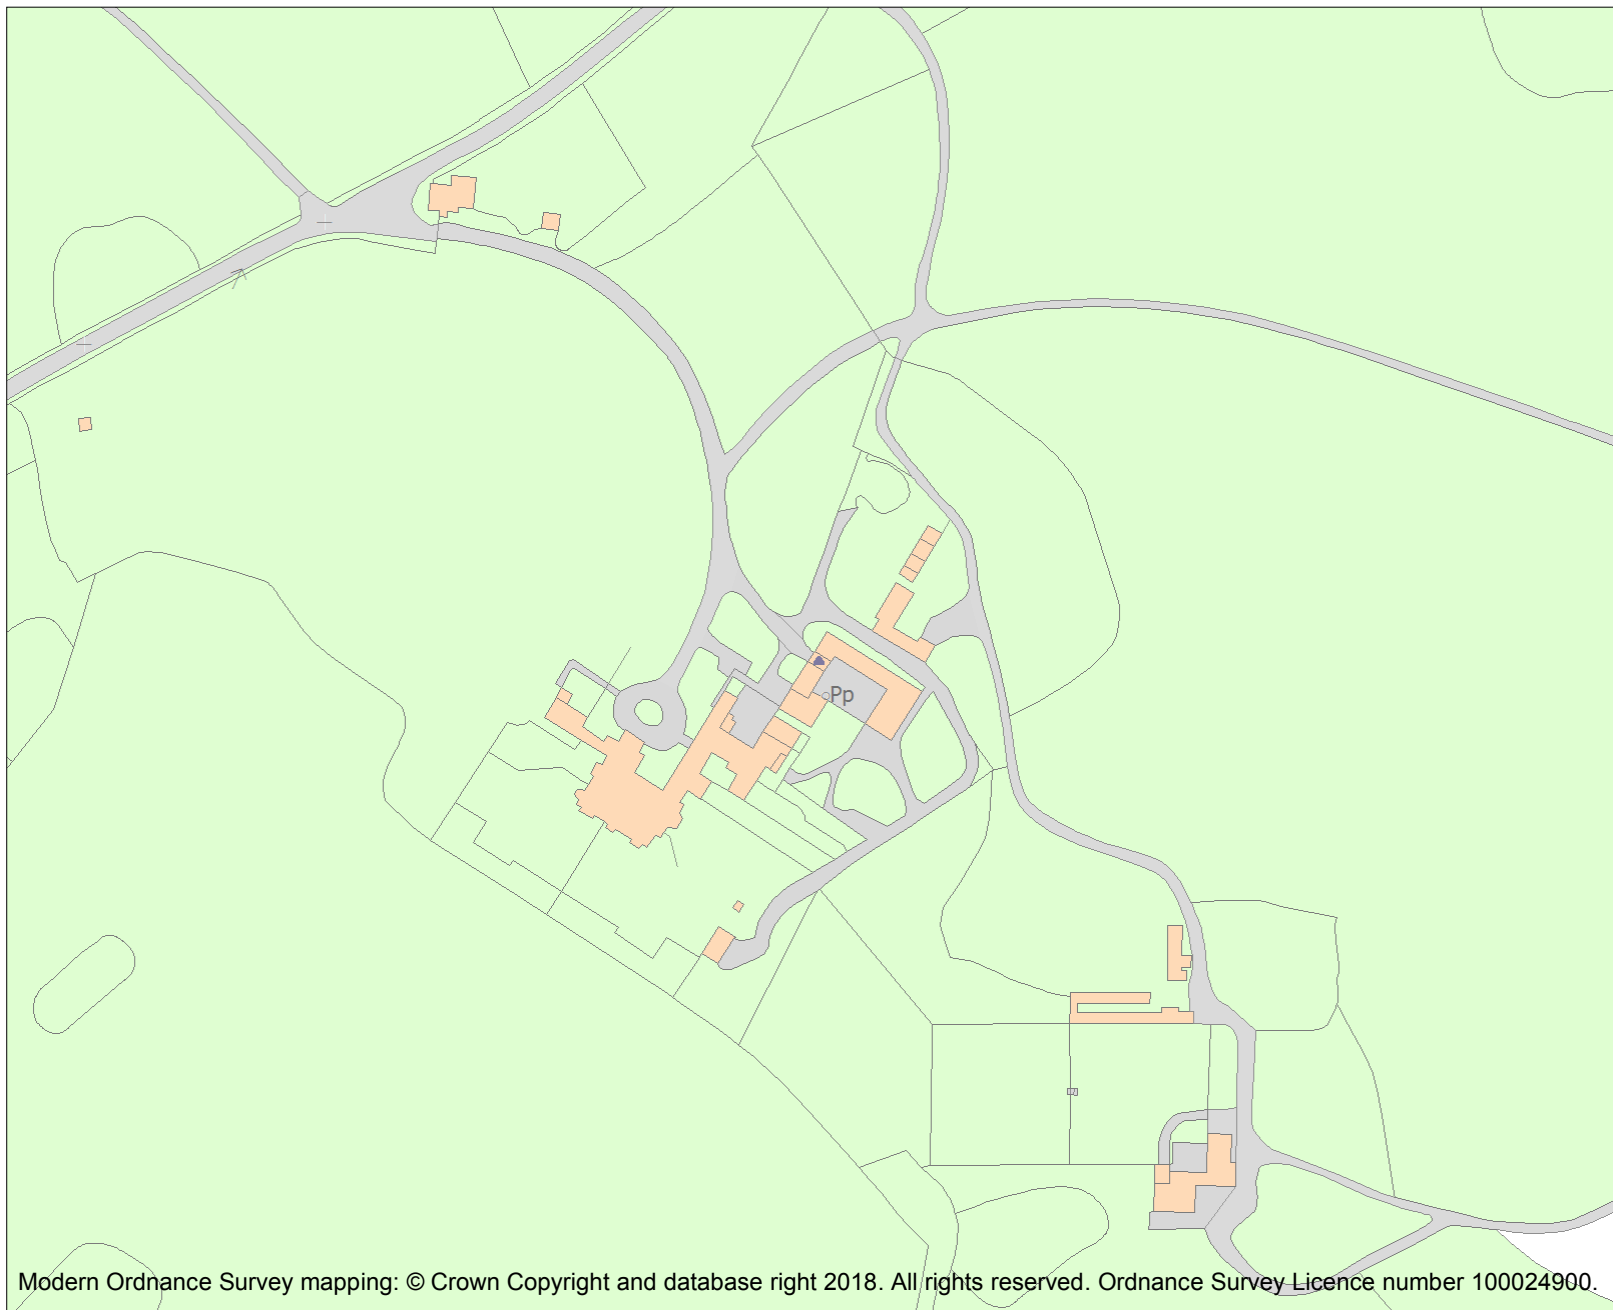 Pp
Modern Ordnance Survey mapping: © Crown Copyright and database right 2018. All rights reserved. Ordnance Survey Licence number 100024900.